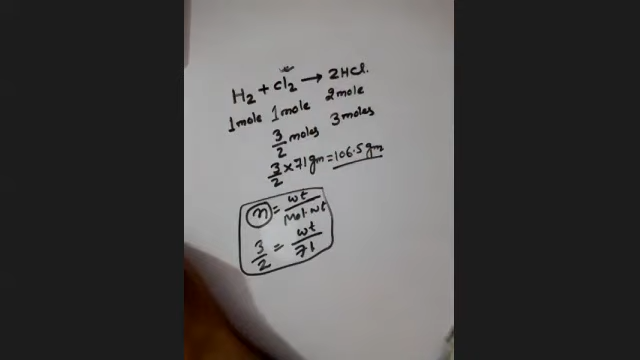 H₂ + Cl₂ → 2HCl.
1mole 1mole 2mole
3/2 moles 3moles
3/2 × 71gm = 106.5gm
n = wt/Mol. wt
3/2 = wt/71